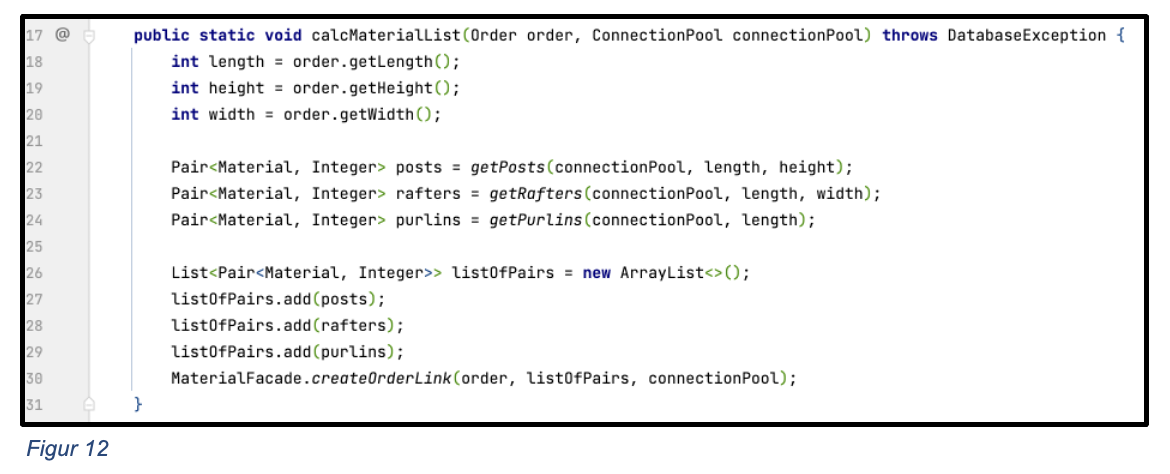 17 @ public static void calcMaterialList(Order order, ConnectionPool connectionPool) throws DatabaseException {
18 int length = order.getLength();
19 int height = order.getHeight();
20 int width = order.getWidth();
21
22 Pair<Material, Integer> posts = getPosts(connectionPool, length, height);
23 Pair<Material, Integer> rafters = getRafters(connectionPool, length, width);
24 Pair<Material, Integer> purlins = getPurlins(connectionPool, length);
25
26 List<Pair<Material, Integer>> listOfPairs = new ArrayList<>();
27 listOfPairs.add(posts);
28 listOfPairs.add(rafters);
29 listOfPairs.add(purlins);
30 MaterialFacade.createOrderLink(order, listOfPairs, connectionPool);
31 }
Figur 12